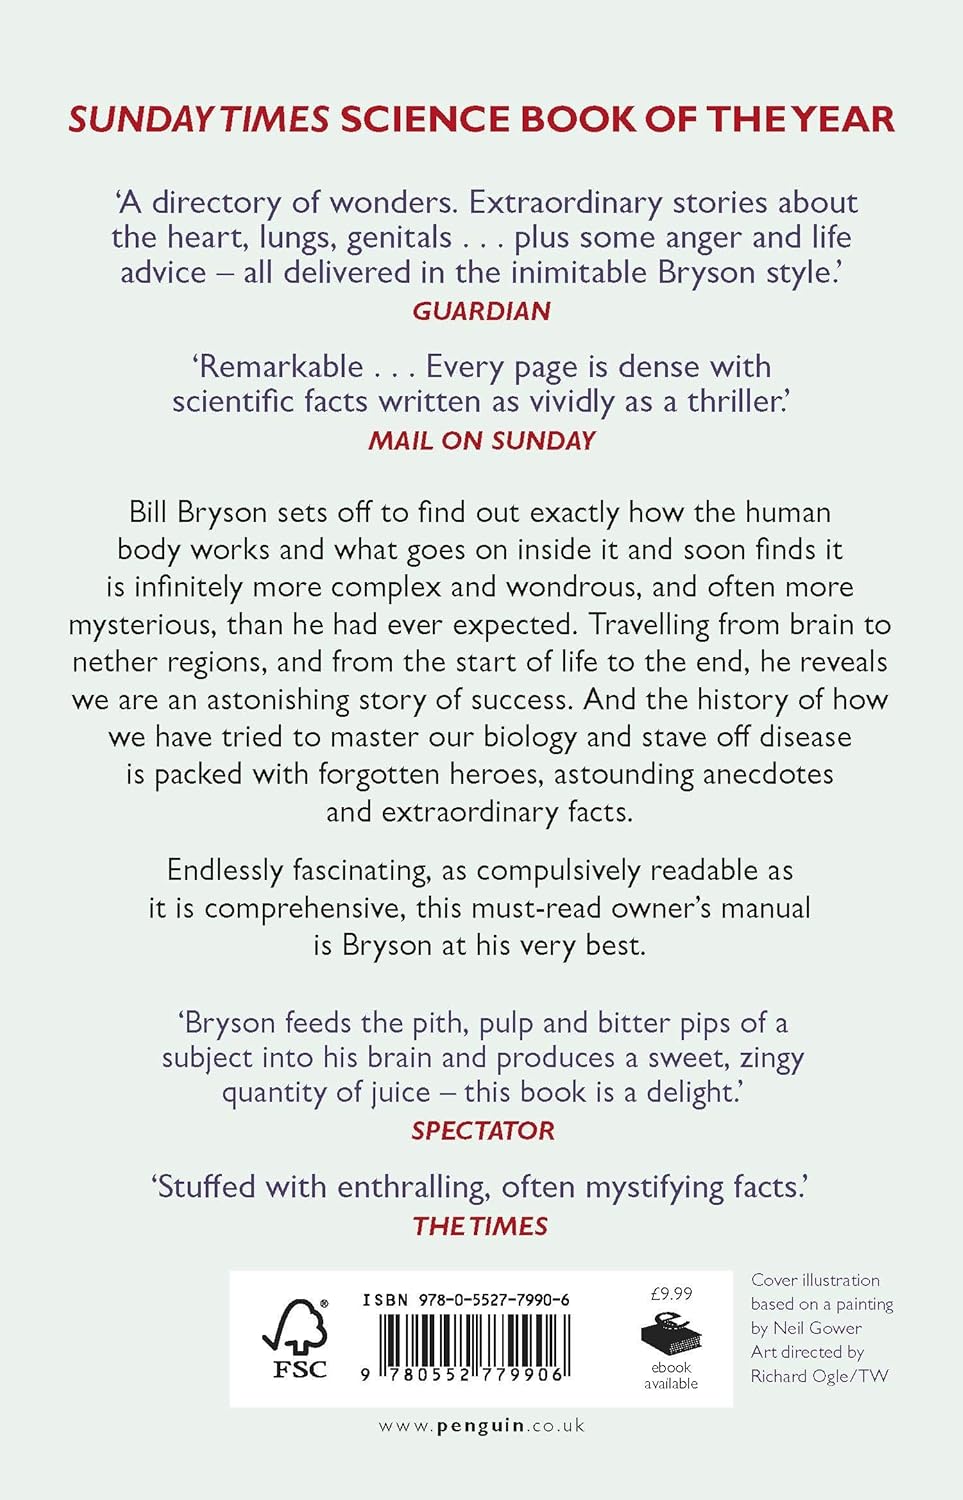 SUNDAY TIMES SCIENCE BOOK OF THE YEAR
‘A directory of wonders. Extraordinary stories about
the heart, lungs, genitals . . . plus some anger and life
advice – all delivered in the inimitable Bryson style.’
GUARDIAN
‘Remarkable . . . Every page is dense with
scientific facts written as vividly as a thriller.’
MAIL ON SUNDAY
Bill Bryson sets off to find out exactly how the human
body works and what goes on inside it and soon finds it
is infinitely more complex and wondrous, and often more
mysterious, than he had ever expected. Travelling from brain to
nether regions, and from the start of life to the end, he reveals
we are an astonishing story of success. And the history of how
we have tried to master our biology and stave off disease
is packed with forgotten heroes, astounding anecdotes
and extraordinary facts.
Endlessly fascinating, as compulsively readable as
it is comprehensive, this must-read owner’s manual
is Bryson at his very best.
‘Bryson feeds the pith, pulp and bitter pips of a
subject into his brain and produces a sweet, zingy
quantity of juice – this book is a delight.’
SPECTATOR
‘Stuffed with enthralling, often mystifying facts.’
THE TIMES
FSC®
ISBN 978-0-5527-7990-6
9 780552 779906
£9.99
ebook
available
Cover illustration
based on a painting
by Neil Gower
Art directed by
Richard Ogle/TW
www.penguin.co.uk